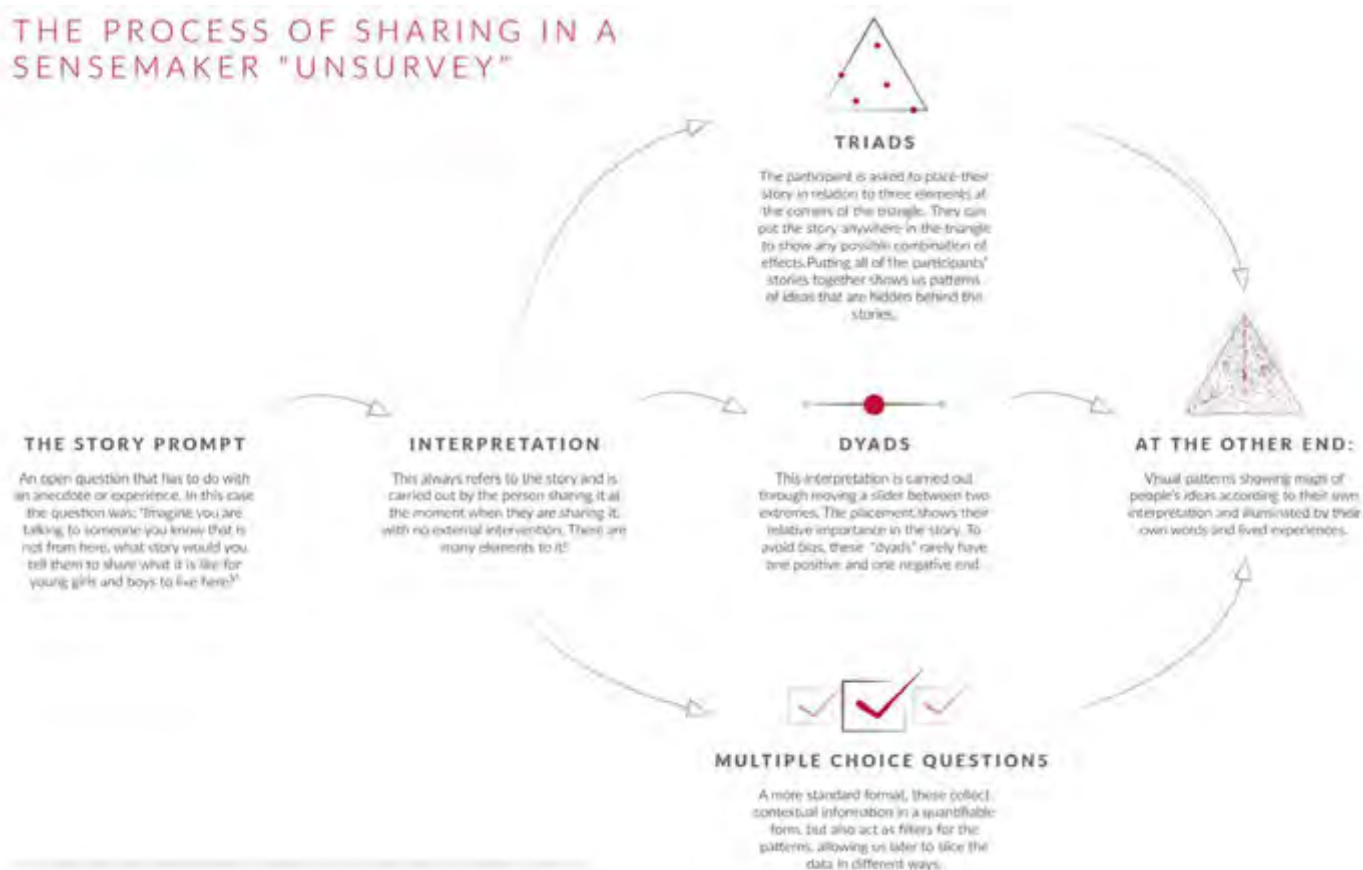 THE PROCESS OF SHARING IN A
SENSEMAKER "UNSURVEY"
TRIADS
The participant is asked to place their
story in relation to three elements at
the corners of the triangle. They can
put the story anywhere in the triangle
to show any possible combination of
effects.Putting all of the participants'
stories together shows us patterns
of ideas that are hidden behind the
stories.
THE STORY PROMPT
An open question that has to do with
an anecdote or experience. In this case
the question was: "Imagine you are
talking to someone you know that is
not from here, what story would you
tell them to share what it is like for
young girls and boys to live here?"
INTERPRETATION
This always refers to the story and is
carried out by the person sharing it at
the moment when they are sharing it,
with no external intervention. There are
many elements to it:
DYADS
This interpretation is carried out
through moving a slider between two
extremes. The placement shows their
relative importance in the story. To
avoid bias, these "dyads" rarely have
one positive and one negative end
AT THE OTHER END:
Visual patterns showing maps of
people's ideas according to their own
interpretation and illuminated by their
own words and lived experiences.
MULTIPLE CHOICE QUESTIONS
A more standard format, these collect
contextual information in a quantifiable
form, but also act as filters for the
patterns, allowing us later to slice the
data in different ways.